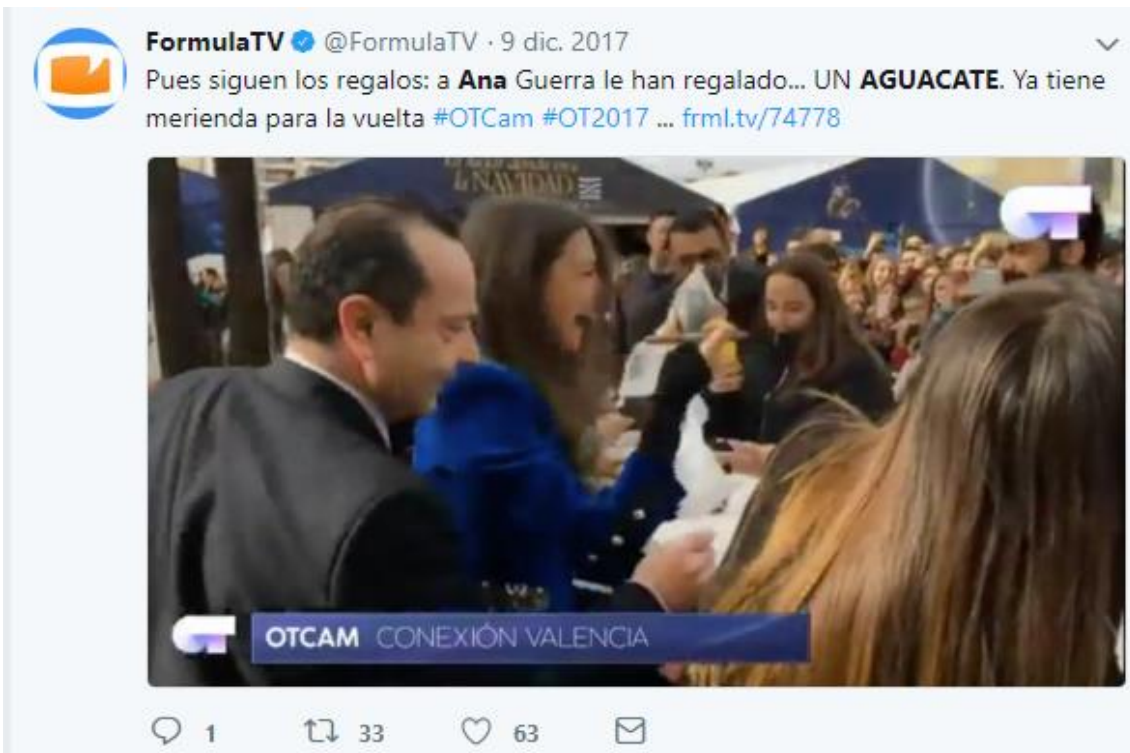 FormulaTV @FormulaTV · 9 dic. 2017
Pues siguen los regalos: a Ana Guerra le han regalado... UN AGUACATE. Ya tiene
merienda para la vuelta #OTCam #OT2017 ... frml.tv/74778
la NAVIDAD
OTCAM CONEXIÓN VALENCIA
1 33 63